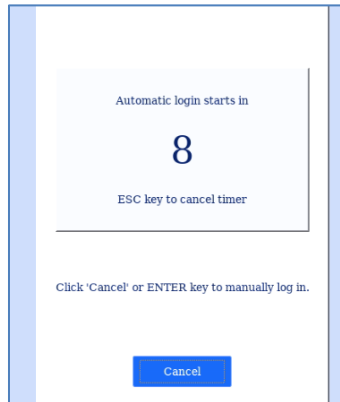 Automatic login starts in
8
ESC key to cancel timer
Click 'Cancel' or ENTER key to manually log in.
Cancel